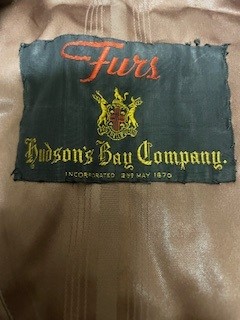 Furs
Hudson's Bay Company.
INCORPORATED 2ND MAY 1670